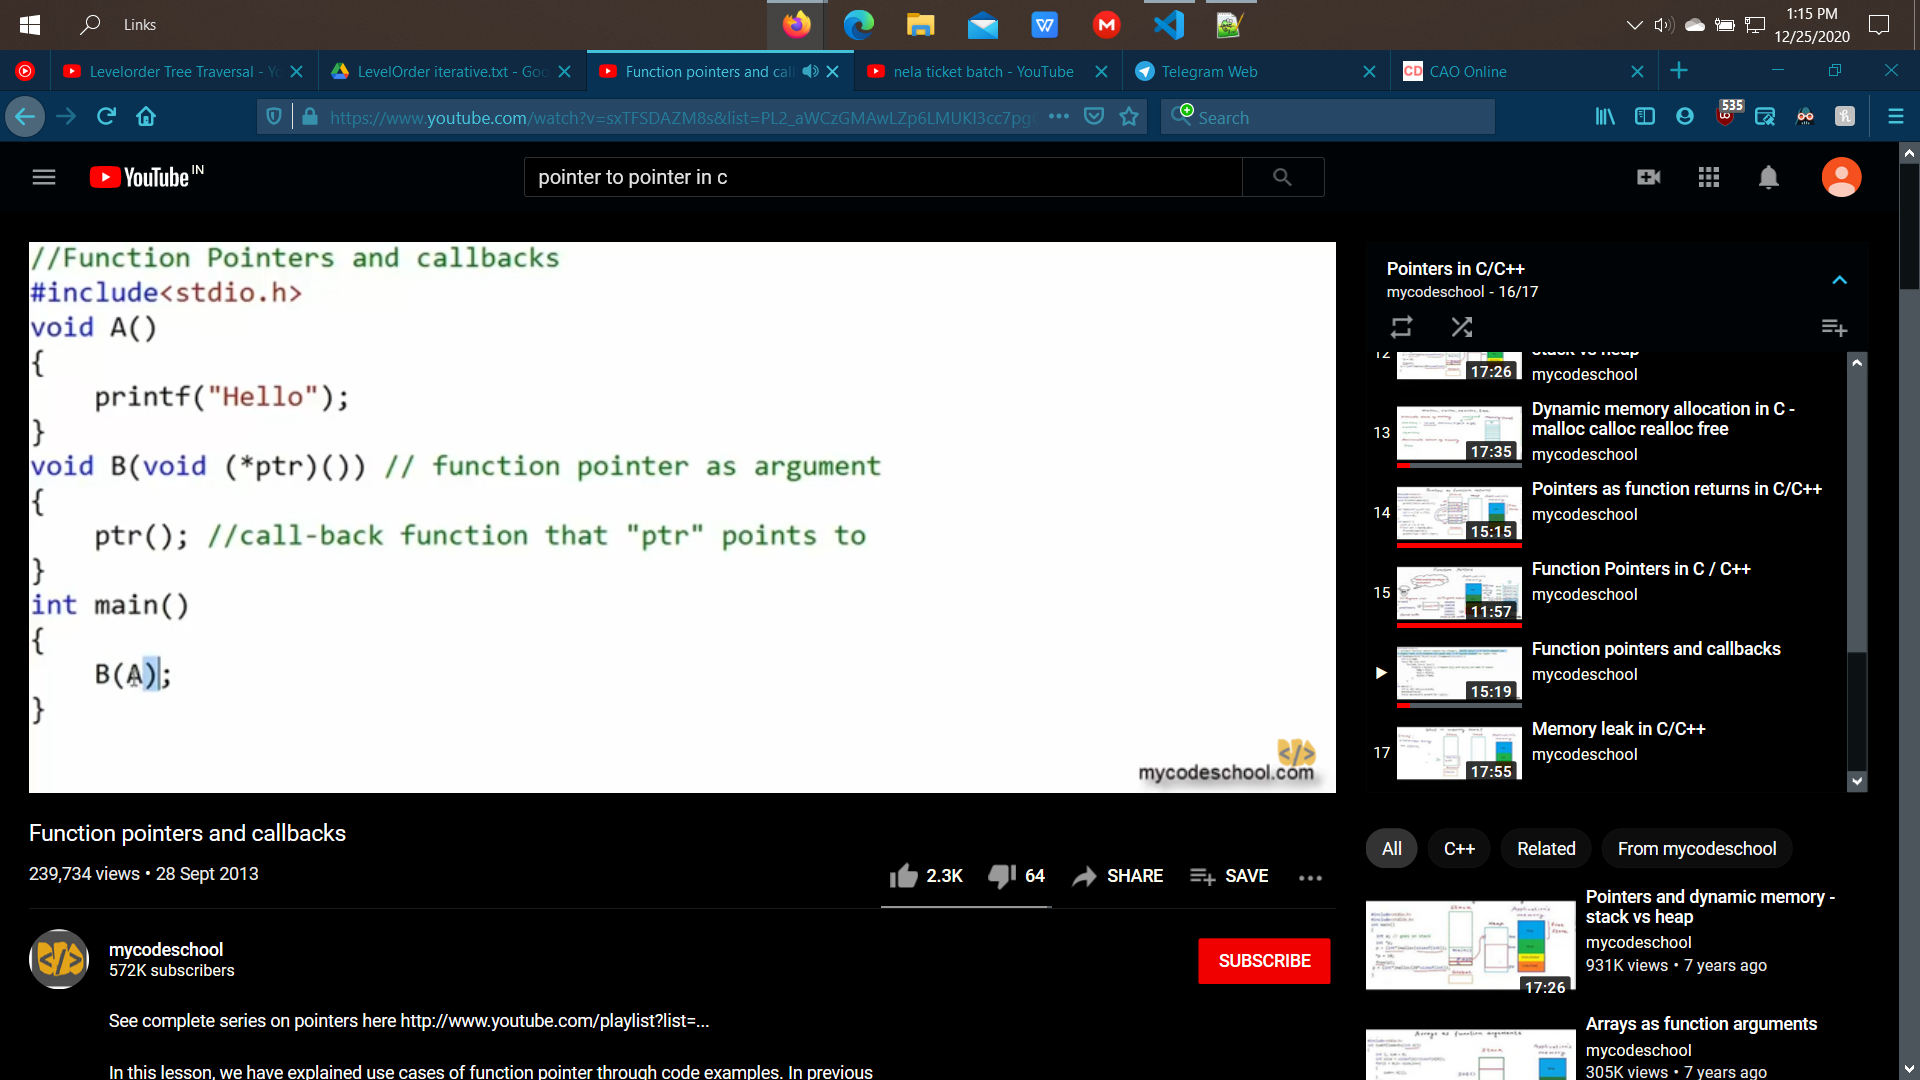 Links
1:15 PM
12/25/2020
Levelorder Tree Traversal - Yo
LevelOrder iterative.txt - Goo
Function pointers and call
nela ticket batch - YouTube
Telegram Web
CD CAO Online
https://www.youtube.com/watch?v=sxTFSDAZM8s&list=PL2_aWCzGMAwLZp6LMUKI3cc7pg
Search
535
YouTube IN
pointer to pointer in c
//Function Pointers and callbacks
#include<stdio.h>
void A()
{
printf("Hello");
}
void B(void (*ptr)()) // function pointer as argument
{
ptr(); //call-back function that "ptr" points to
}
int main()
{
B(A);
}
mycodeschool.com
Pointers in C/C++
mycodeschool - 16/17
12
stack vs heap
17:26
mycodeschool
13
Dynamic memory allocation in C -
malloc calloc realloc free
17:35
mycodeschool
14
Pointers as function returns in C/C++
mycodeschool
15:15
15
Function Pointers in C / C++
mycodeschool
11:57
Function pointers and callbacks
mycodeschool
15:19
17
Memory leak in C/C++
mycodeschool
17:55
Function pointers and callbacks
239,734 views • 28 Sept 2013
2.3K
64
SHARE
SAVE
mycodeschool
572K subscribers
SUBSCRIBE
See complete series on pointers here http://www.youtube.com/playlist?list=...
In this lesson, we have explained use cases of function pointer through code examples. In previous
All
C++
Related
From mycodeschool
Pointers and dynamic memory -
stack vs heap
mycodeschool
931K views • 7 years ago
17:26
Arrays as function arguments
mycodeschool
305K views • 7 years ago